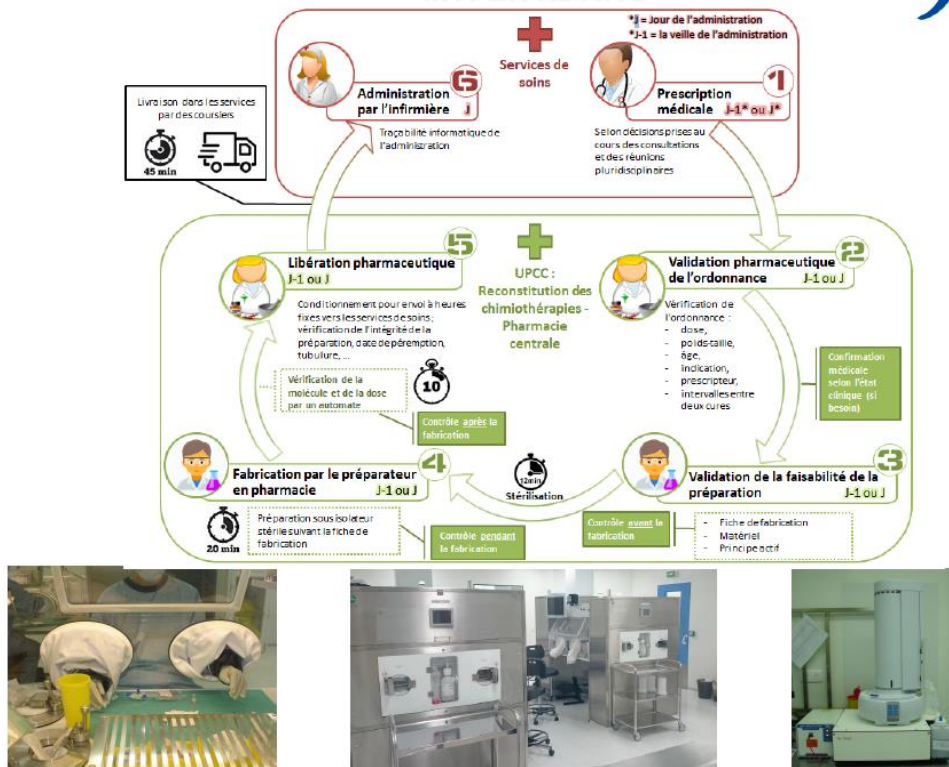 *J = Jour de l'administration
*J-1 = la veille de l'administration
Services de
soins
6
Administration
par l'infirmière J
Traçabilité informatique de
l'administration
1
Prescription
médicale J-1* ou J*
Selon décisions prises au
cours des consultations
et des réunions
pluridisciplinaires
Livraison dans les services
par des coursiers
45 min
5
Libération pharmaceutique
J-1 ou J
Conditionnement pour envoi à heures
fixes vers les services de soins;
vérification de l'intégrité de la
préparation, date de péremption,
tubulure, ...
UPCC :
Reconstitution des
chimiothérapies -
Pharmacie
centrale
2
Validation pharmaceutique
de l'ordonnance J-1 ou J
Vérification de
l'ordonnance :
- dose,
- poids-taille,
- âge,
- indication,
- prescripteur,
- intervalles entre
deux cures
Confirmation
médicale
selon l'état
clinique (si
besoin)
Vérification de la
molécule et de la dose
par un automate
10
Contrôle après la
fabrication
4
Fabrication par le préparateur
en pharmacie J-1 ou J
12min
Stérilisation
3
Validation de la faisabilité de la
préparation J-1 ou J
20 min
Préparation sous isolateur
stérile suivant la fiche de
fabrication
Contrôle pendant
la fabrication
Contrôle avant la
fabrication
- Fiche de fabrication
- Matériel
- Principe actif